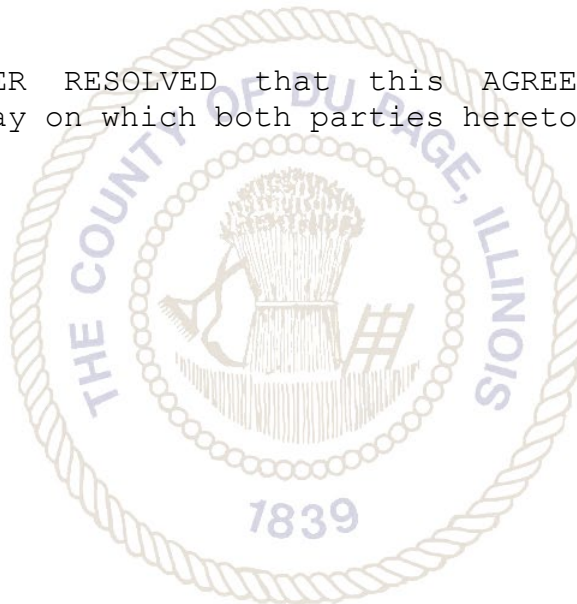 ER RESOLVED that this AGREE
ay on which both parties hereto
THE COUNTY OF DU PAGE, ILLINOIS
1839